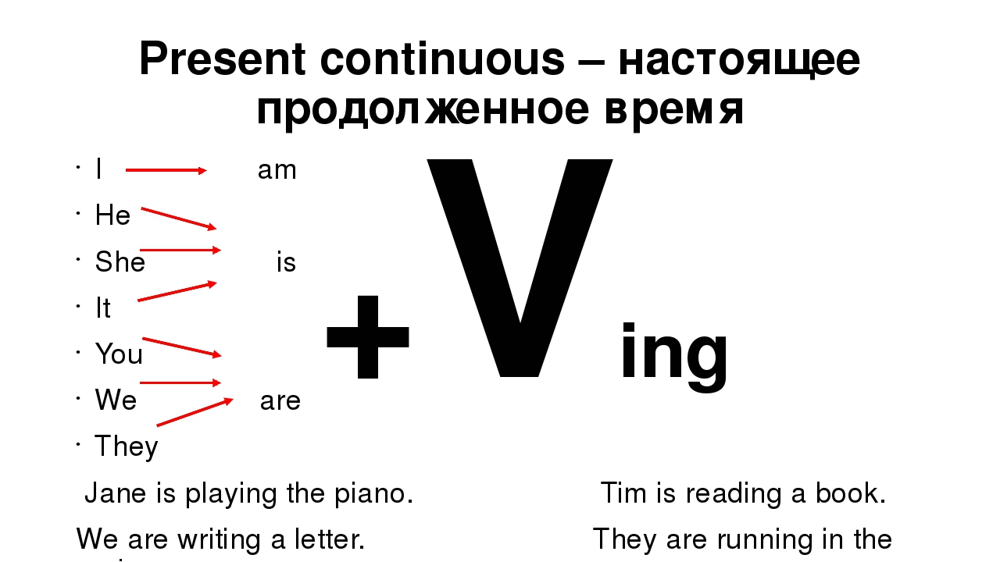 Present continuous – настоящее
продолженное время
· I am
· He
· She is
· It
· You
· We are
· They
+ V ing
Jane is playing the piano. Tim is reading a book.
We are writing a letter. They are running in the